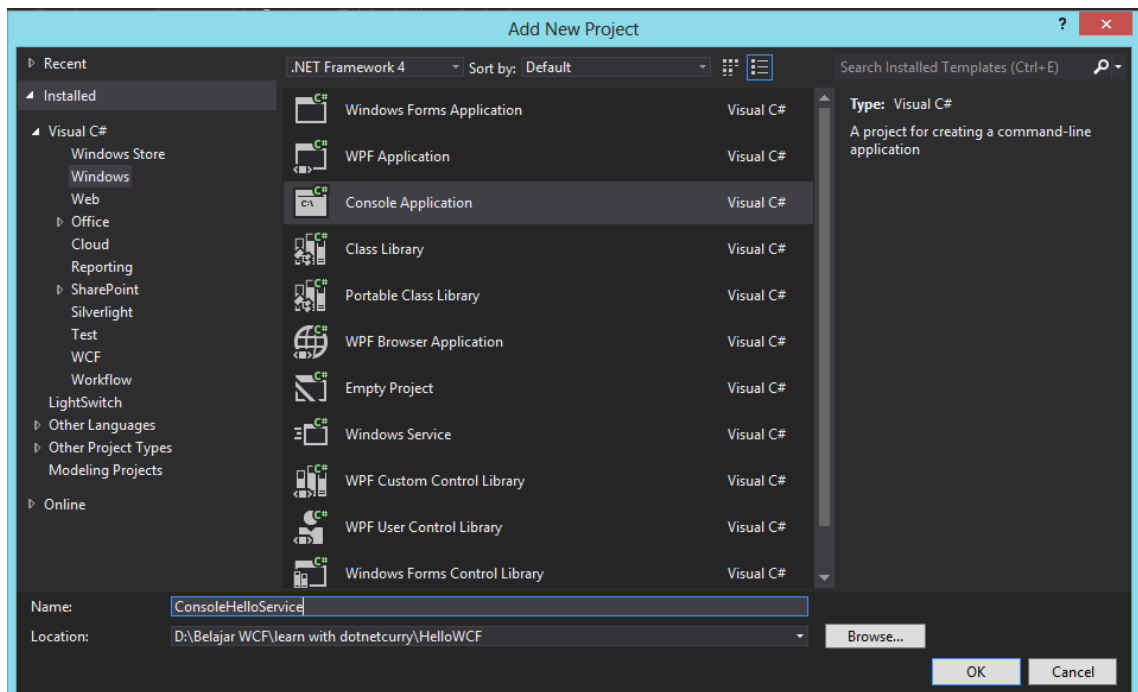 Add New Project
?
Recent
Installed
Visual C#
Windows Store
Windows
Web
Office
Cloud
Reporting
SharePoint
Silverlight
Test
WCF
Workflow
LightSwitch
Other Languages
Other Project Types
Modeling Projects
Online
.NET Framework 4 Sort by: Default
Windows Forms Application Visual C#
WPF Application Visual C#
Console Application Visual C#
Class Library Visual C#
Portable Class Library Visual C#
WPF Browser Application Visual C#
Empty Project Visual C#
Windows Service Visual C#
WPF Custom Control Library Visual C#
WPF User Control Library Visual C#
Windows Forms Control Library Visual C#
Search Installed Templates (Ctrl+E)
Type: Visual C#
A project for creating a command-line
application
Name: ConsoleHelloService
Location: D:\Belajar WCF\learn with dotnetcurry\HelloWCF Browse...
OK Cancel